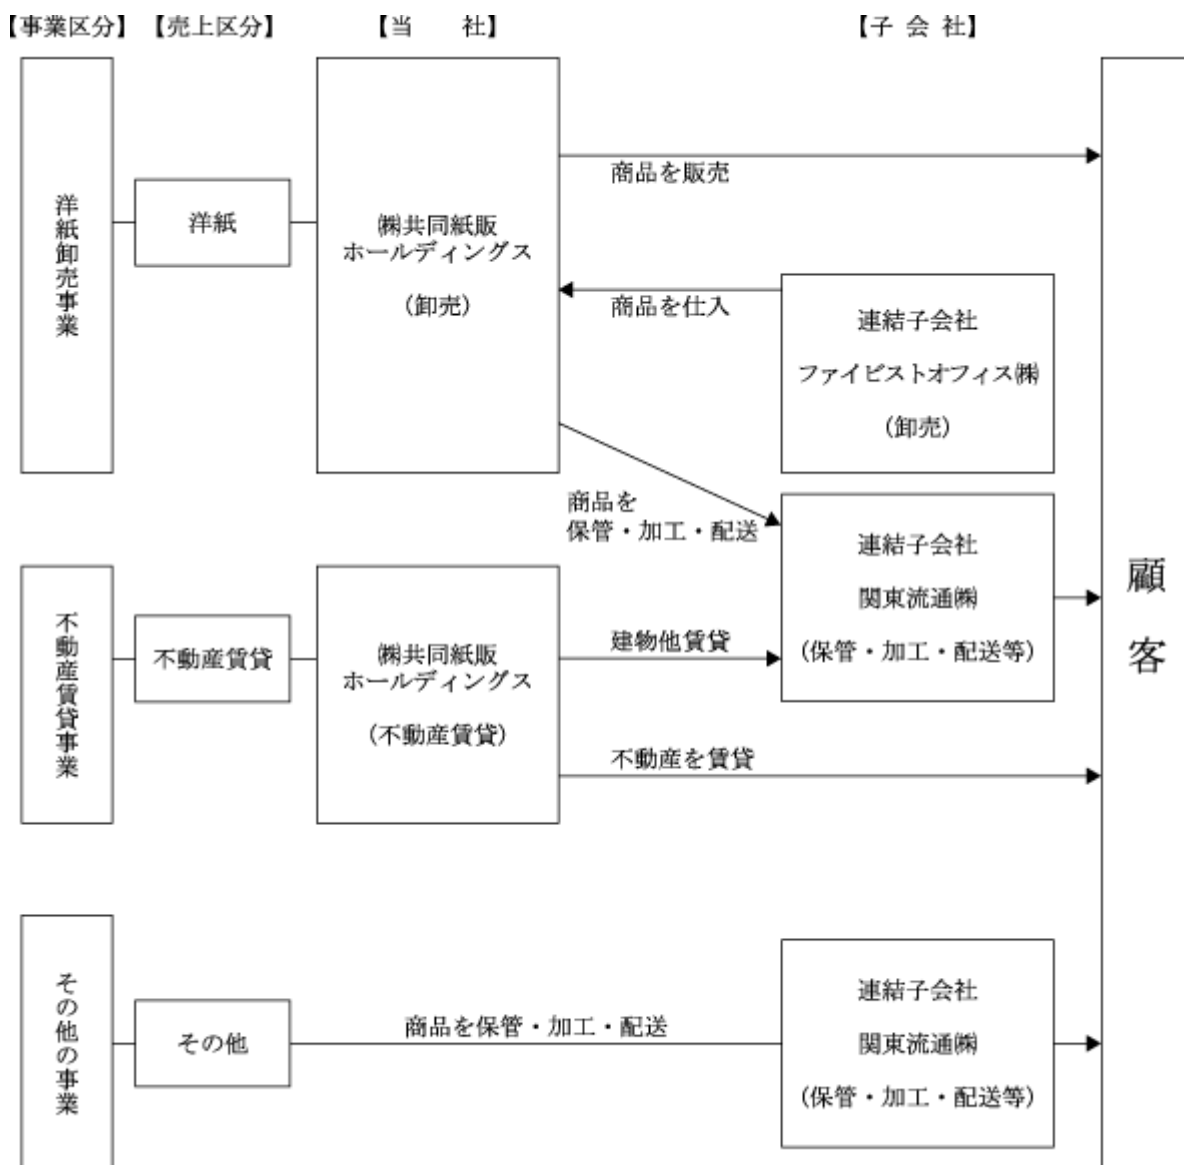 【事業区分】 【売上区分】 【当　　社】 【子 会 社】
洋紙卸売事業
洋紙
㈱共同紙販
ホールディングス
(卸売)
商品を販売
商品を仕入
連結子会社
ファイビストオフィス㈱
(卸売)
商品を
保管・加工・配送
連結子会社
関東流通㈱
(保管・加工・配送等)
顧客
不動産賃貸事業
不動産賃貸
㈱共同紙販
ホールディングス
(不動産賃貸)
建物他賃貸
不動産を賃貸
その他の事業
その他
商品を保管・加工・配送
連結子会社
関東流通㈱
(保管・加工・配送等)